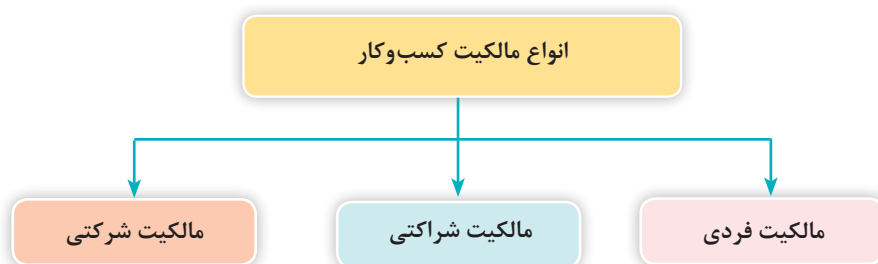 انواع مالکیت کسب‌وکار
مالکیت فردی
مالکیت شراکتی
مالکیت شرکتی